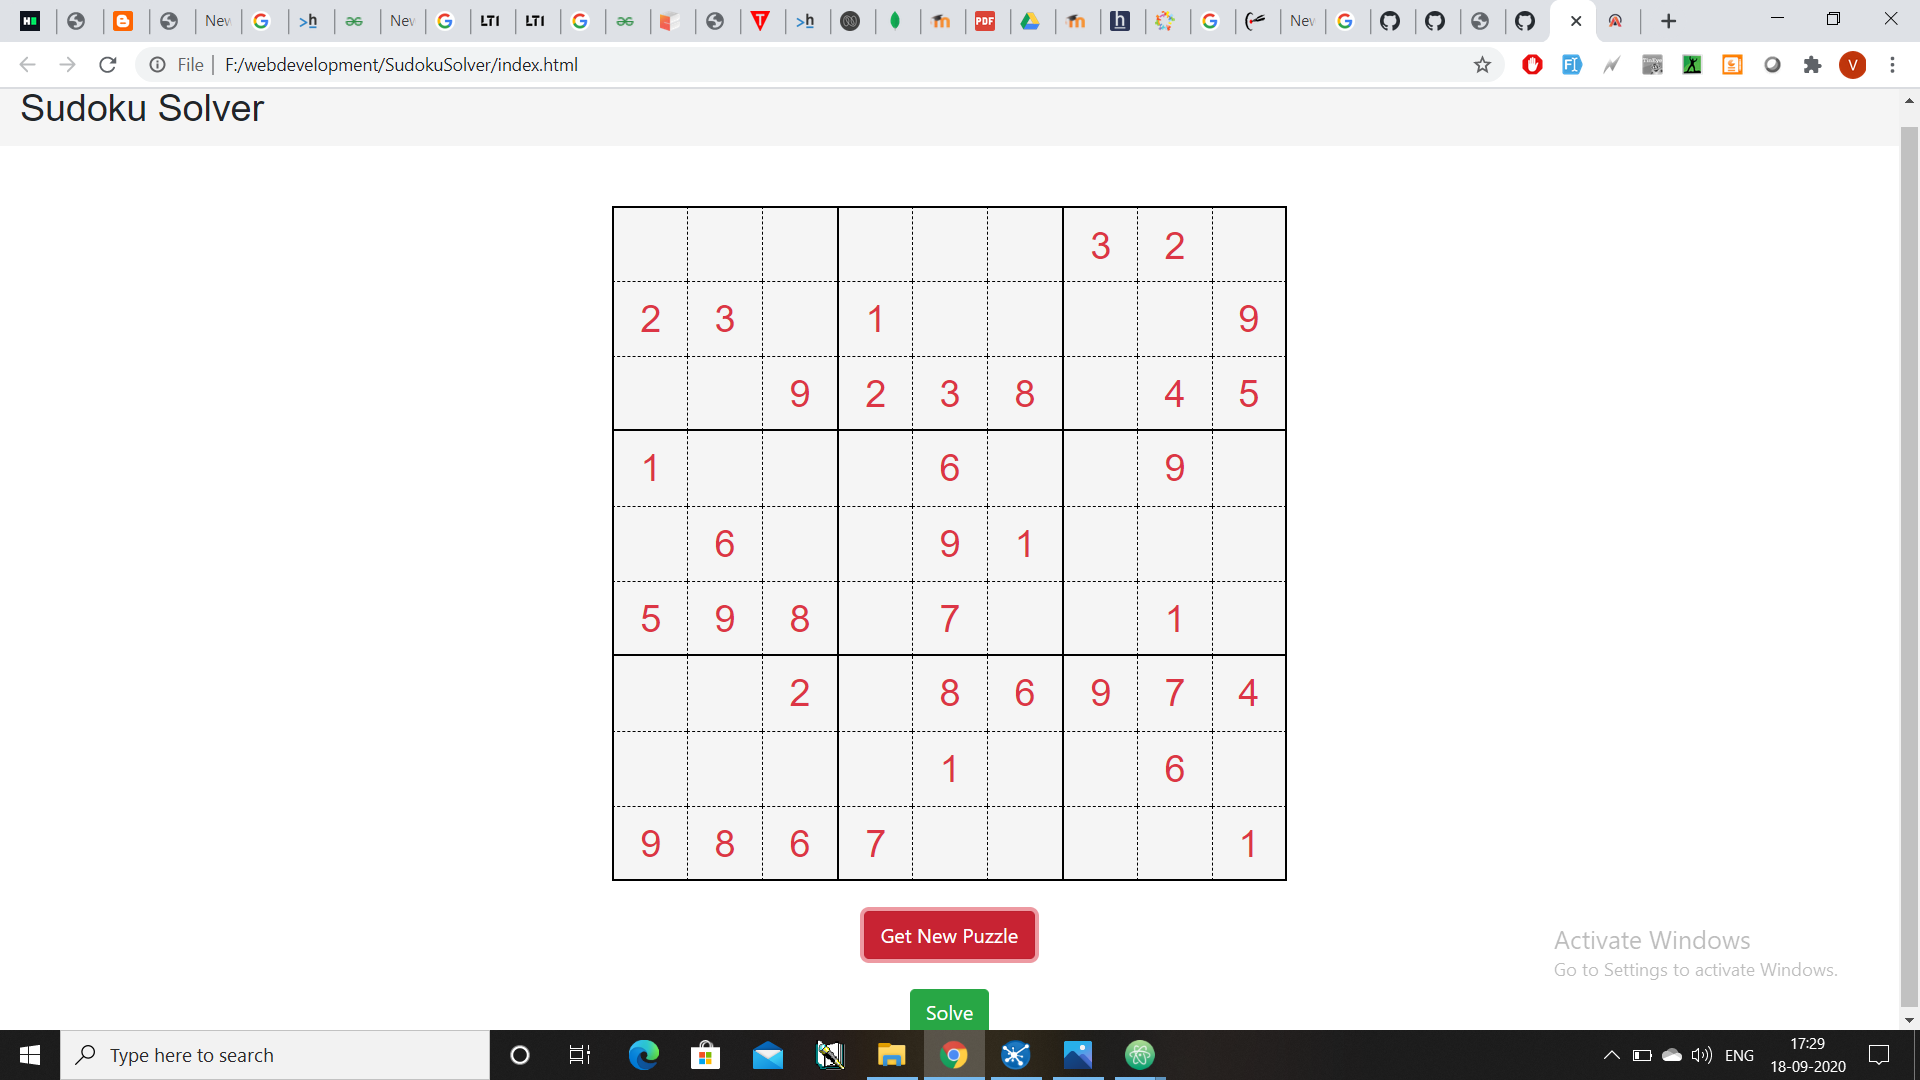 New New LT1 LT1 PDF h New
File F:/webdevelopment/SudokuSolver/index.html V
Sudoku Solver
3 2
2 3 1 9
9 2 3 8 4 5
1 6 9
6 9 1
5 9 8 7 1
2 8 6 9 7 4
1 6
9 8 6 7 1
Get New Puzzle
Activate Windows
Go to Settings to activate Windows.
Solve
Type here to search
ENG
17:29
18-09-2020